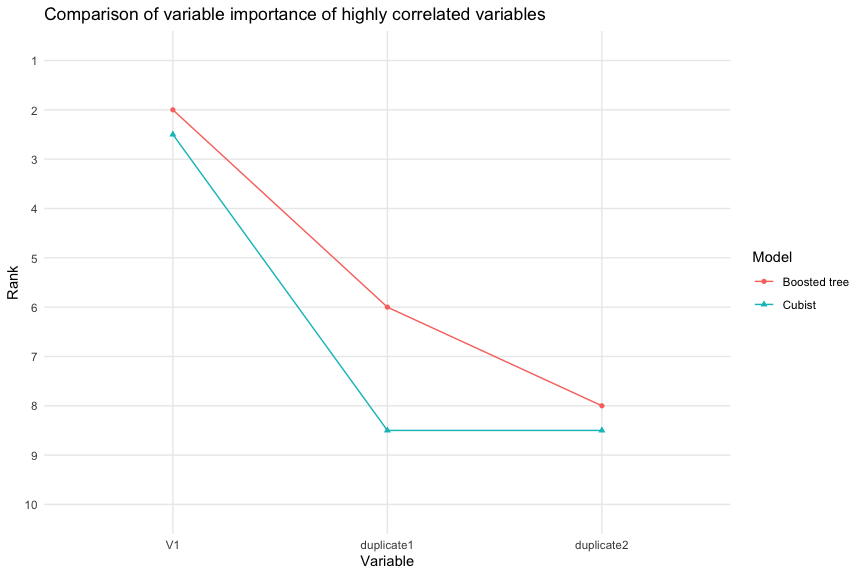 Comparison of variable importance of highly correlated variables
1
2
3
4
5
6
7
8
9
10
Rank
V1 duplicate1 duplicate2
Variable
Model
Boosted tree
Cubist